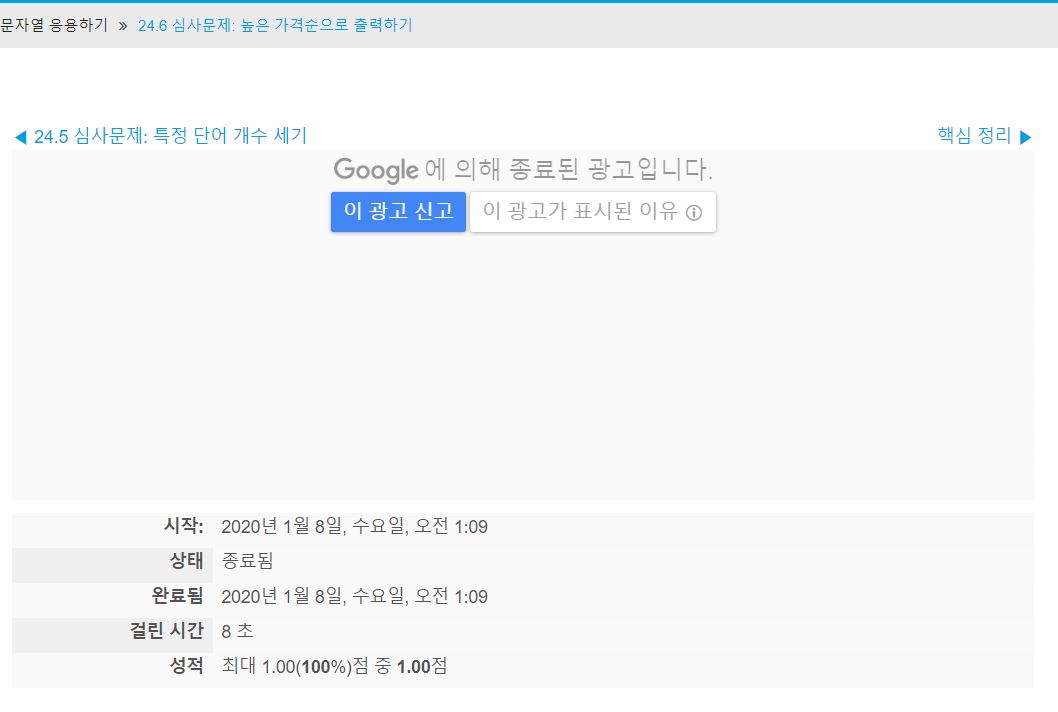 문자열 응용하기 » 24.6 심사문제: 높은 가격순으로 출력하기
◀ 24.5 심사문제: 특정 단어 개수 세기
핵심 정리 ▶
Google 에 의해 종료된 광고입니다.
이 광고 신고 이 광고가 표시된 이유
시작: 2020년 1월 8일, 수요일, 오전 1:09
상태 종료됨
완료됨 2020년 1월 8일, 수요일, 오전 1:09
걸린 시간 8 초
성적 최대 1.00(100%)점 중 1.00점